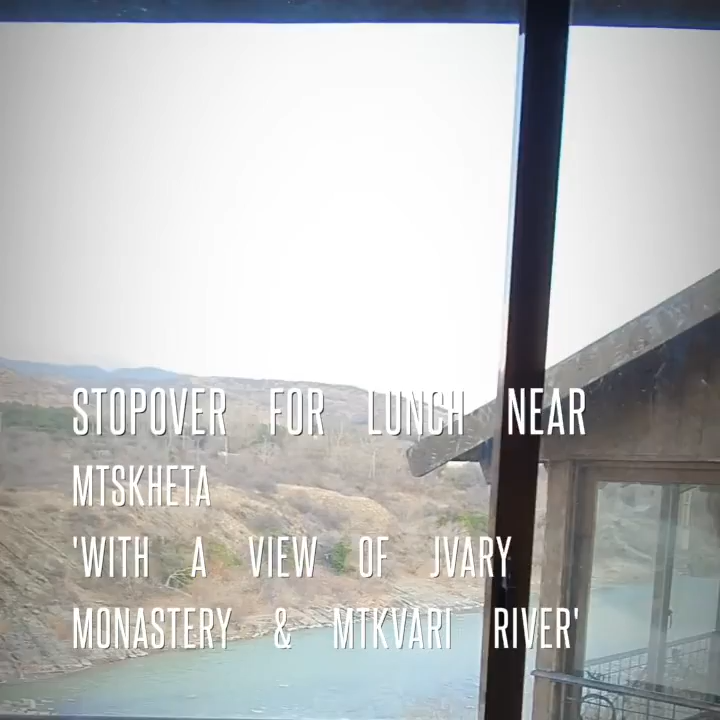 STOPOVER FOR LUNCH NEAR
MTSKHETA
'WITH A VIEW OF JVARY
MONASTERY & MTKVARI RIVER'